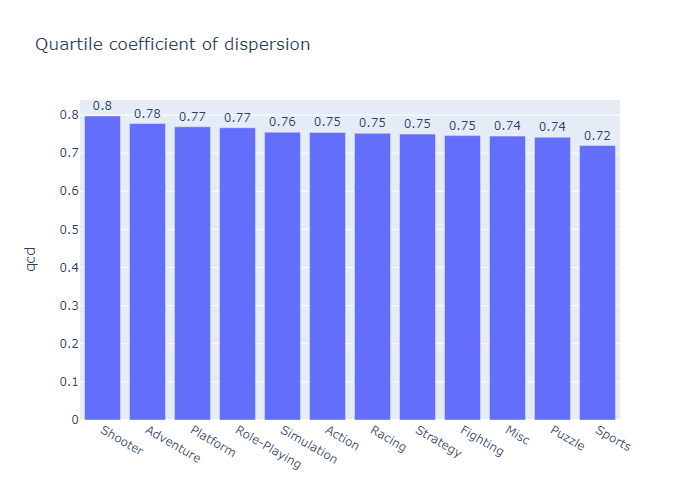 Quartile coefficient of dispersion
0.8 0.78 0.77 0.77 0.76 0.75 0.75 0.75 0.75 0.74 0.74 0.72
0.8
0.7
0.6
0.5
0.4
0.3
0.2
0.1
0
qcd
Shooter Adventure Platform Role-Playing Simulation Action Racing Strategy Fighting Misc Puzzle Sports